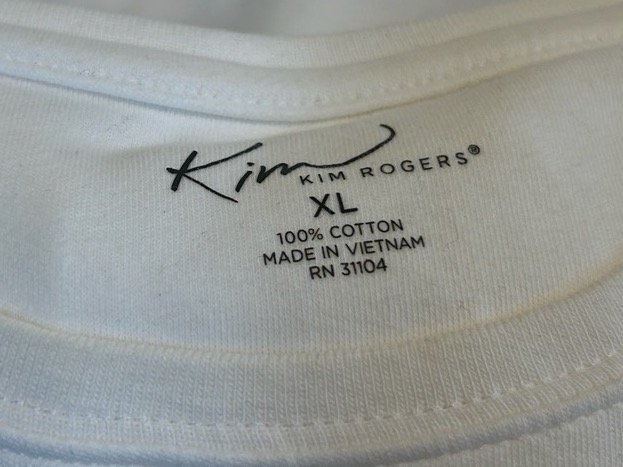 Kim
KIM ROGERS®
XL
100% COTTON
MADE IN VIETNAM
RN 31104